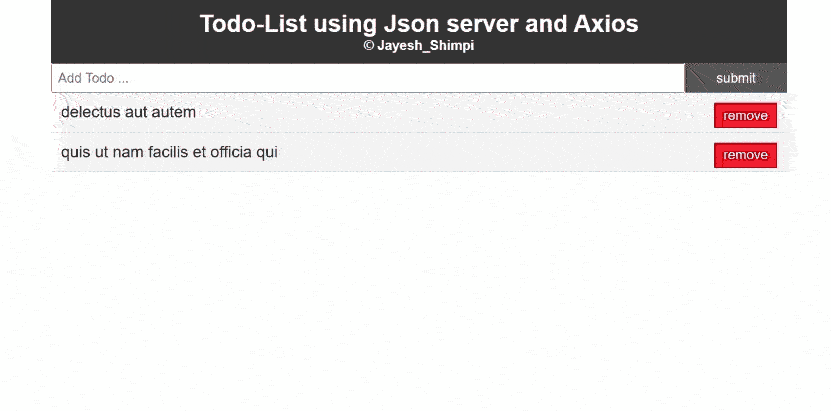 Todo-List using Json server and Axios
© Jayesh_Shimpi
Add Todo ...
submit
delectus aut autem
remove
quis ut nam facilis et officia qui
remove